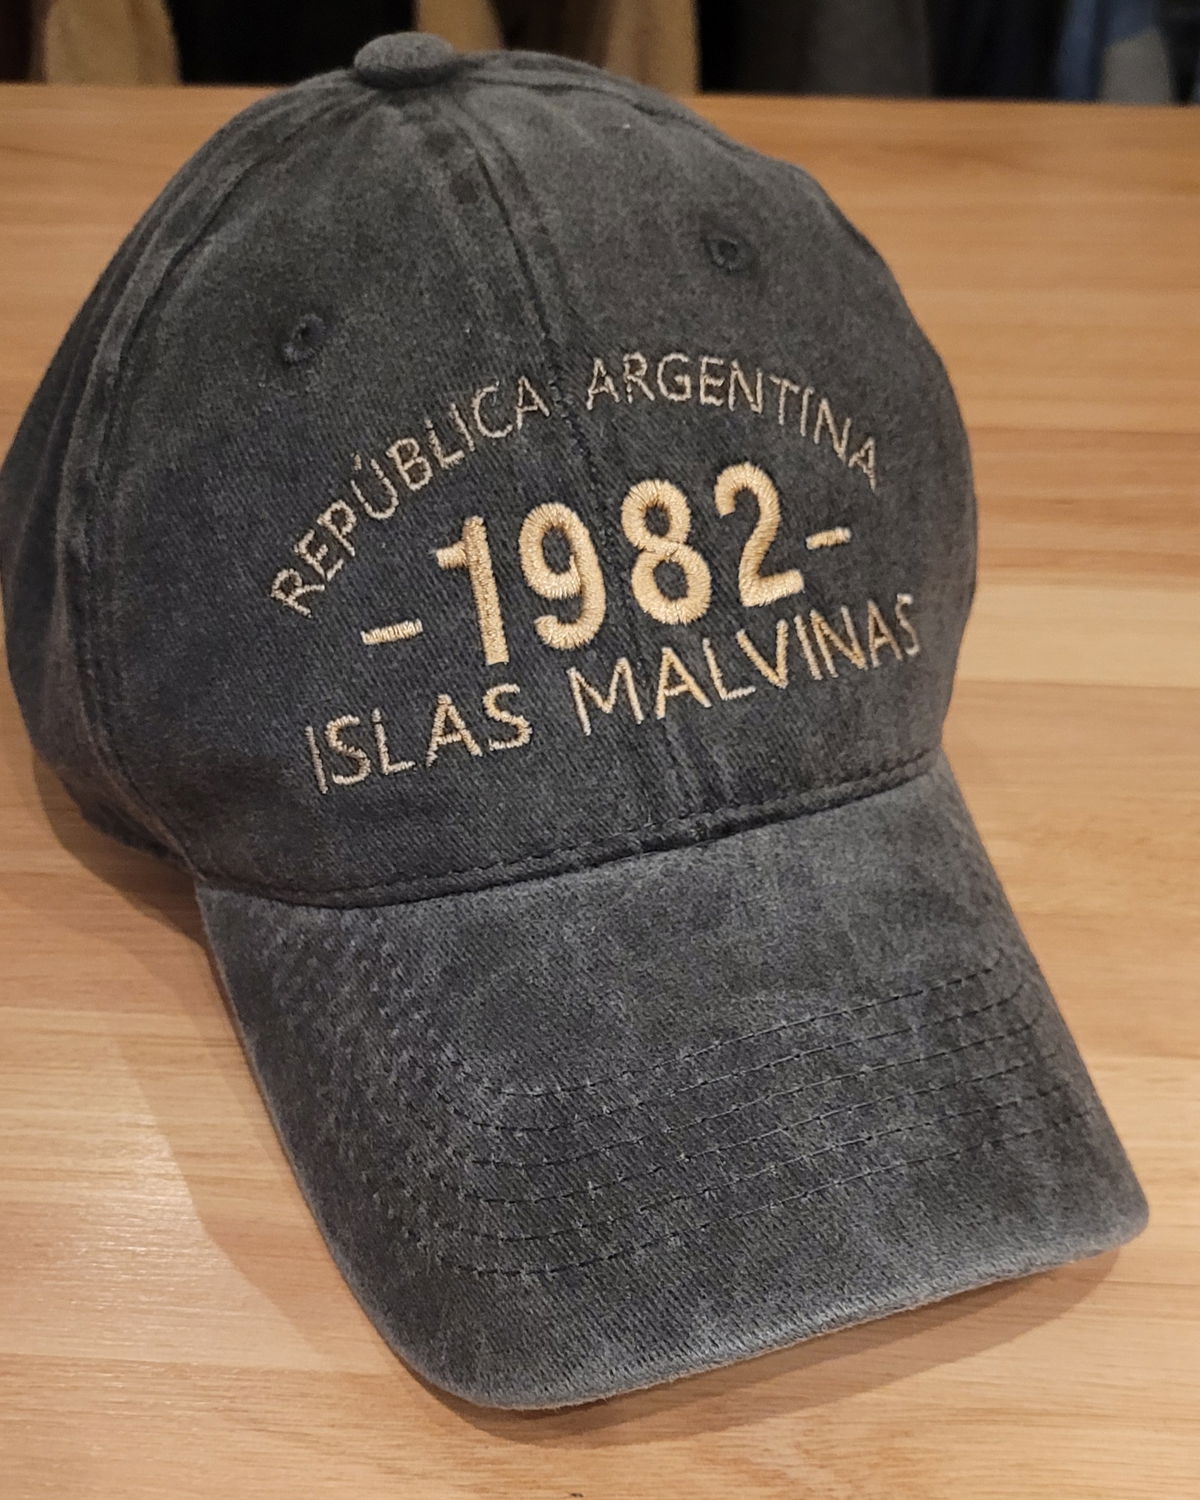 REPÚBLICA ARGENTINA
-1982-
ISLAS MALVINAS